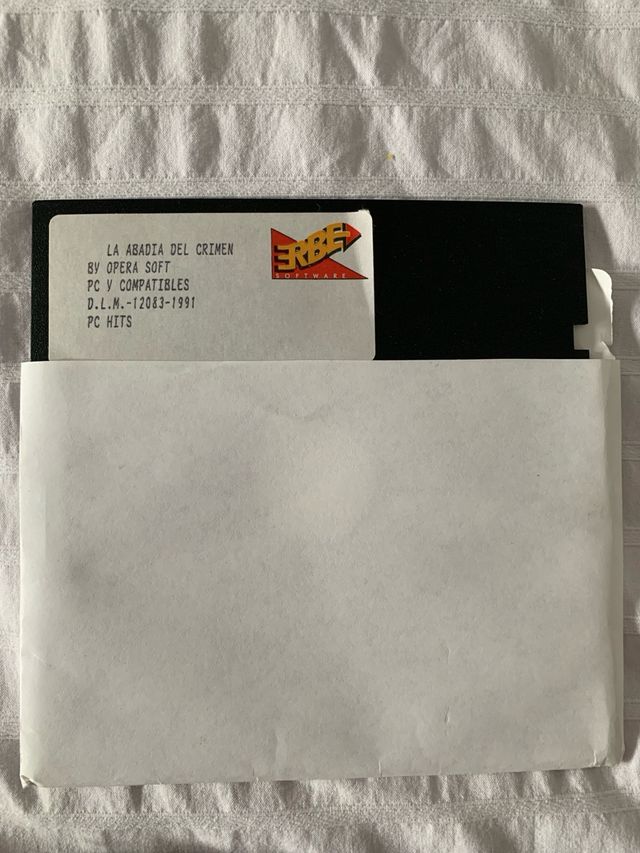 LA ABADIA DEL CRIMEN
BY OPERA SOFT
PC Y COMPATIBLES
D.L.M.-12083-1991
PC HITS
ERBE
SOFTWARE